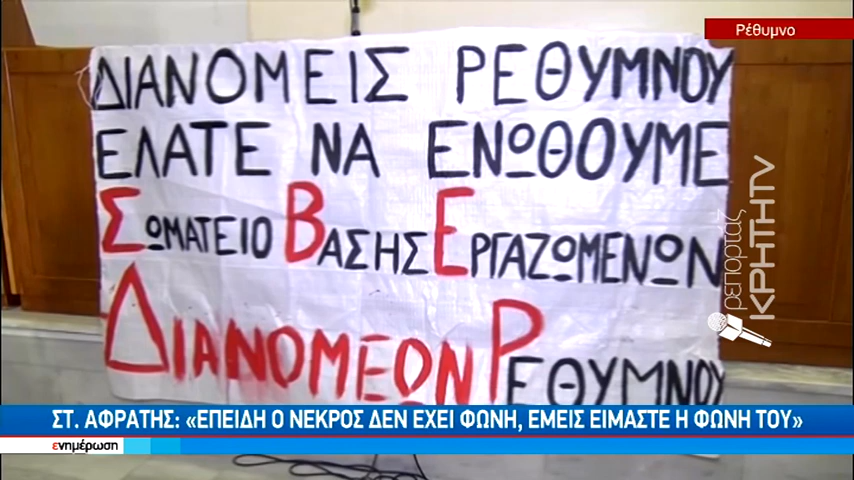 Ρέθυμνο
ΔΙΑΝΟΜΕΙΣ ΡΕΘΥΜΝΟΥ
ΕΛΑΤΕ ΝΑ ΕΝΩΘΟΥΜΕ
ΣΩΜΑΤΕΙΟ ΒΑΣΗΣ ΕΡΓΑΖΩΜΕΝΩΝ
ΔΙΑΝΟΜΕΩΝ ΡΕΘΥΜΝΟΥ
ρεπορτάζ
ΚΡΗΤΗTV
ΣΤ. ΑΦΡΑΤΗΣ: «ΕΠΕΙΔΗ Ο ΝΕΚΡΟΣ ΔΕΝ ΕΧΕΙ ΦΩΝΗ, ΕΜΕΙΣ ΕΙΜΑΣΤΕ Η ΦΩΝΗ ΤΟΥ»
ενημέρωση